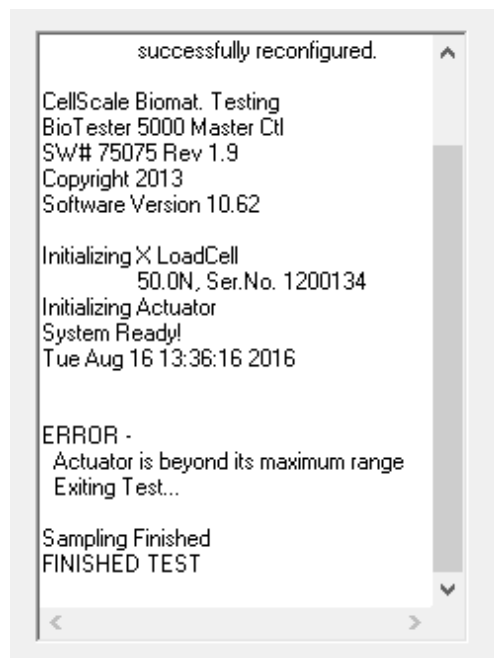 successfully reconfigured.
CellScale Biomat. Testing
BioTester 5000 Master Ctl
SW# 75075 Rev 1.9
Copyright 2013
Software Version 10.62
Initializing X LoadCell
50.0N, Ser.No. 1200134
Initializing Actuator
System Ready!
Tue Aug 16 13:36:16 2016
ERROR -
Actuator is beyond its maximum range
Exiting Test...
Sampling Finished
FINISHED TEST